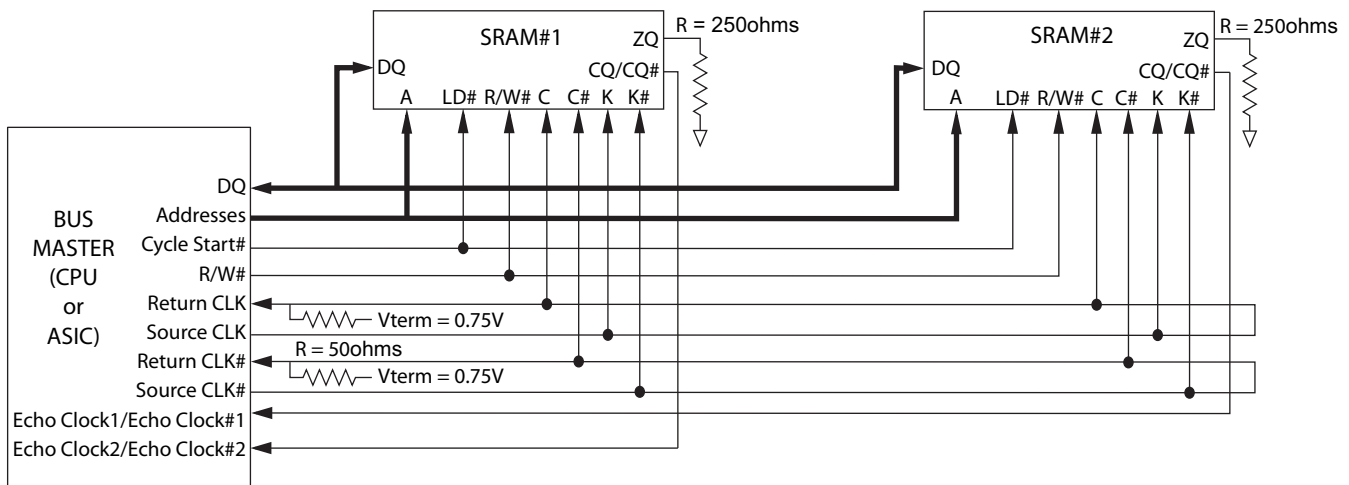 SRAM#1
ZQ
R = 250ohms
DQ
CQ/CQ#
A LD# R/W# C C# K K#
SRAM#2
ZQ
R = 250ohms
DQ
CQ/CQ#
A LD# R/W# C C# K K#
BUS
MASTER
(CPU
or
ASIC)
DQ
Addresses
Cycle Start#
R/W#
Return CLK
Vterm = 0.75V
Source CLK
R = 50ohms
Return CLK#
Vterm = 0.75V
Source CLK#
Echo Clock1/Echo Clock#1
Echo Clock2/Echo Clock#2